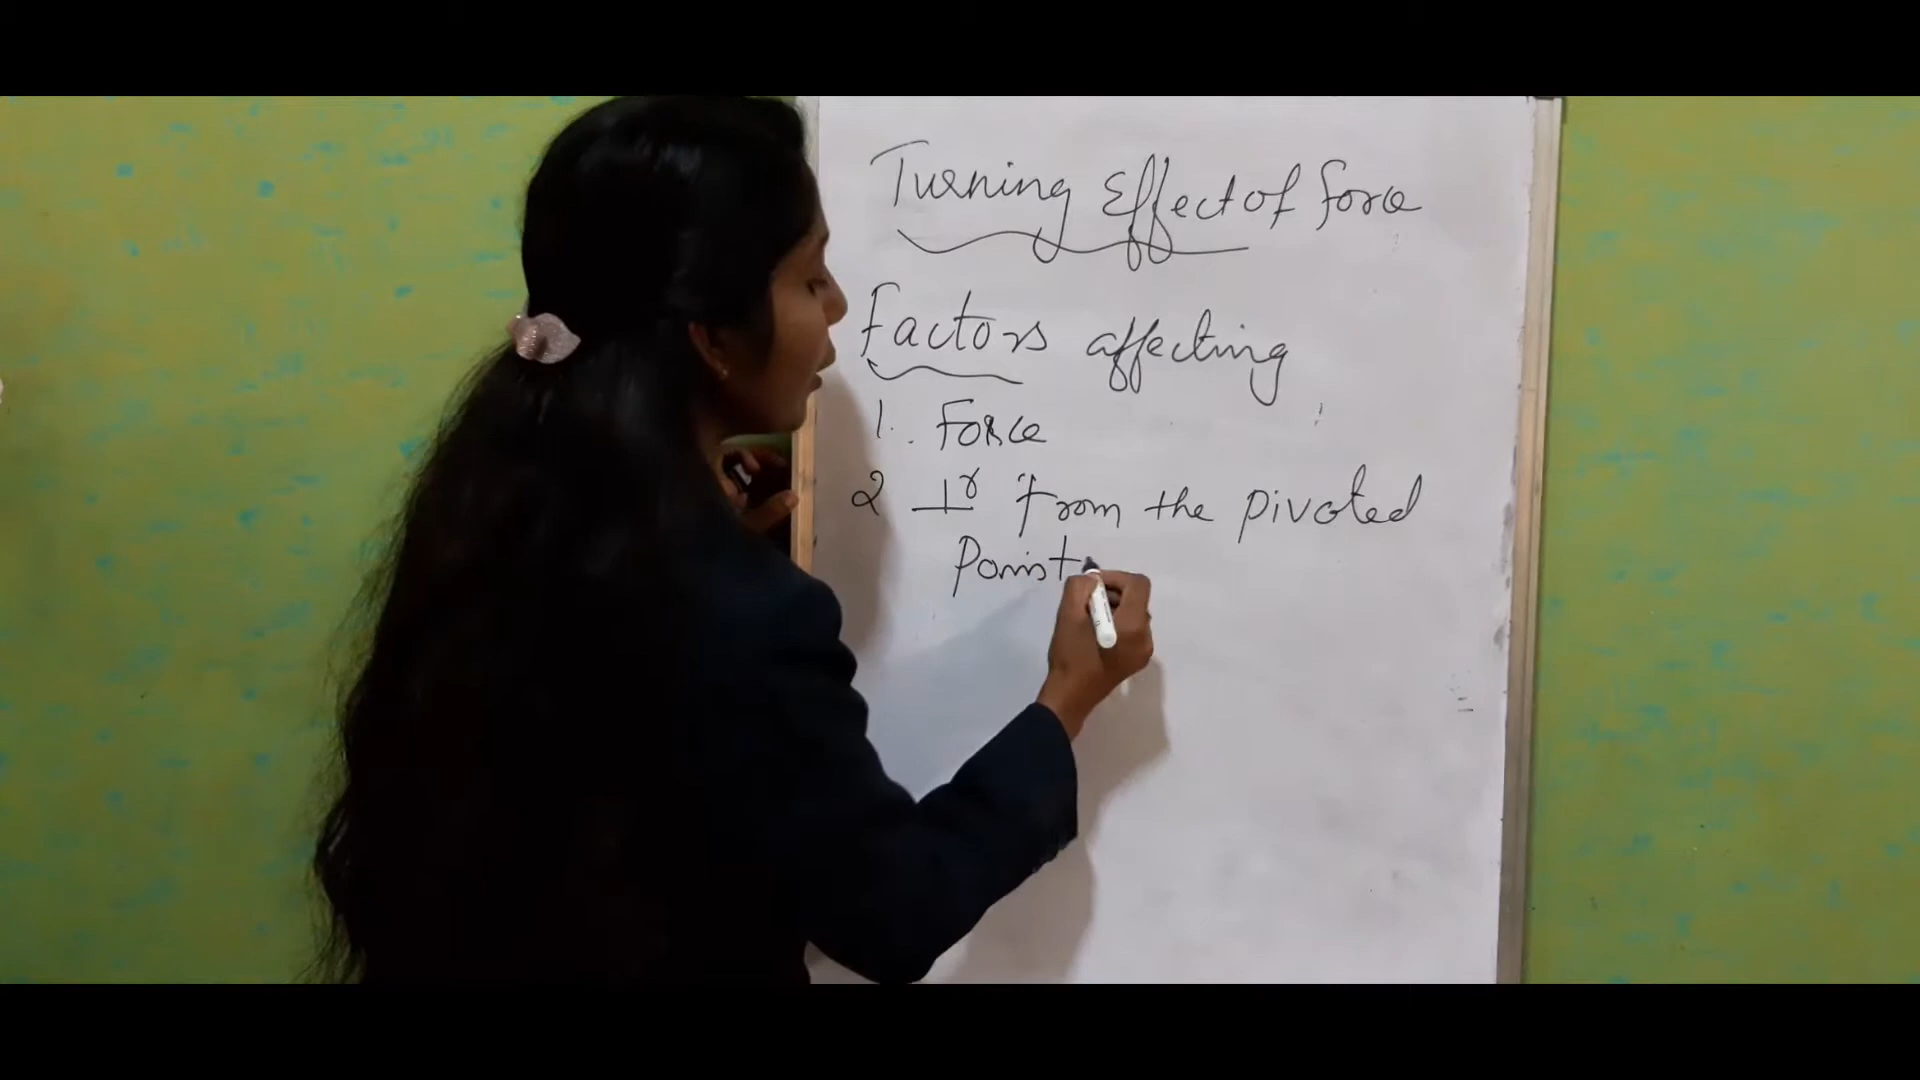 Turning Effect of force
Factors affecting
1. Force
2 ⊥r from the pivoted
Point